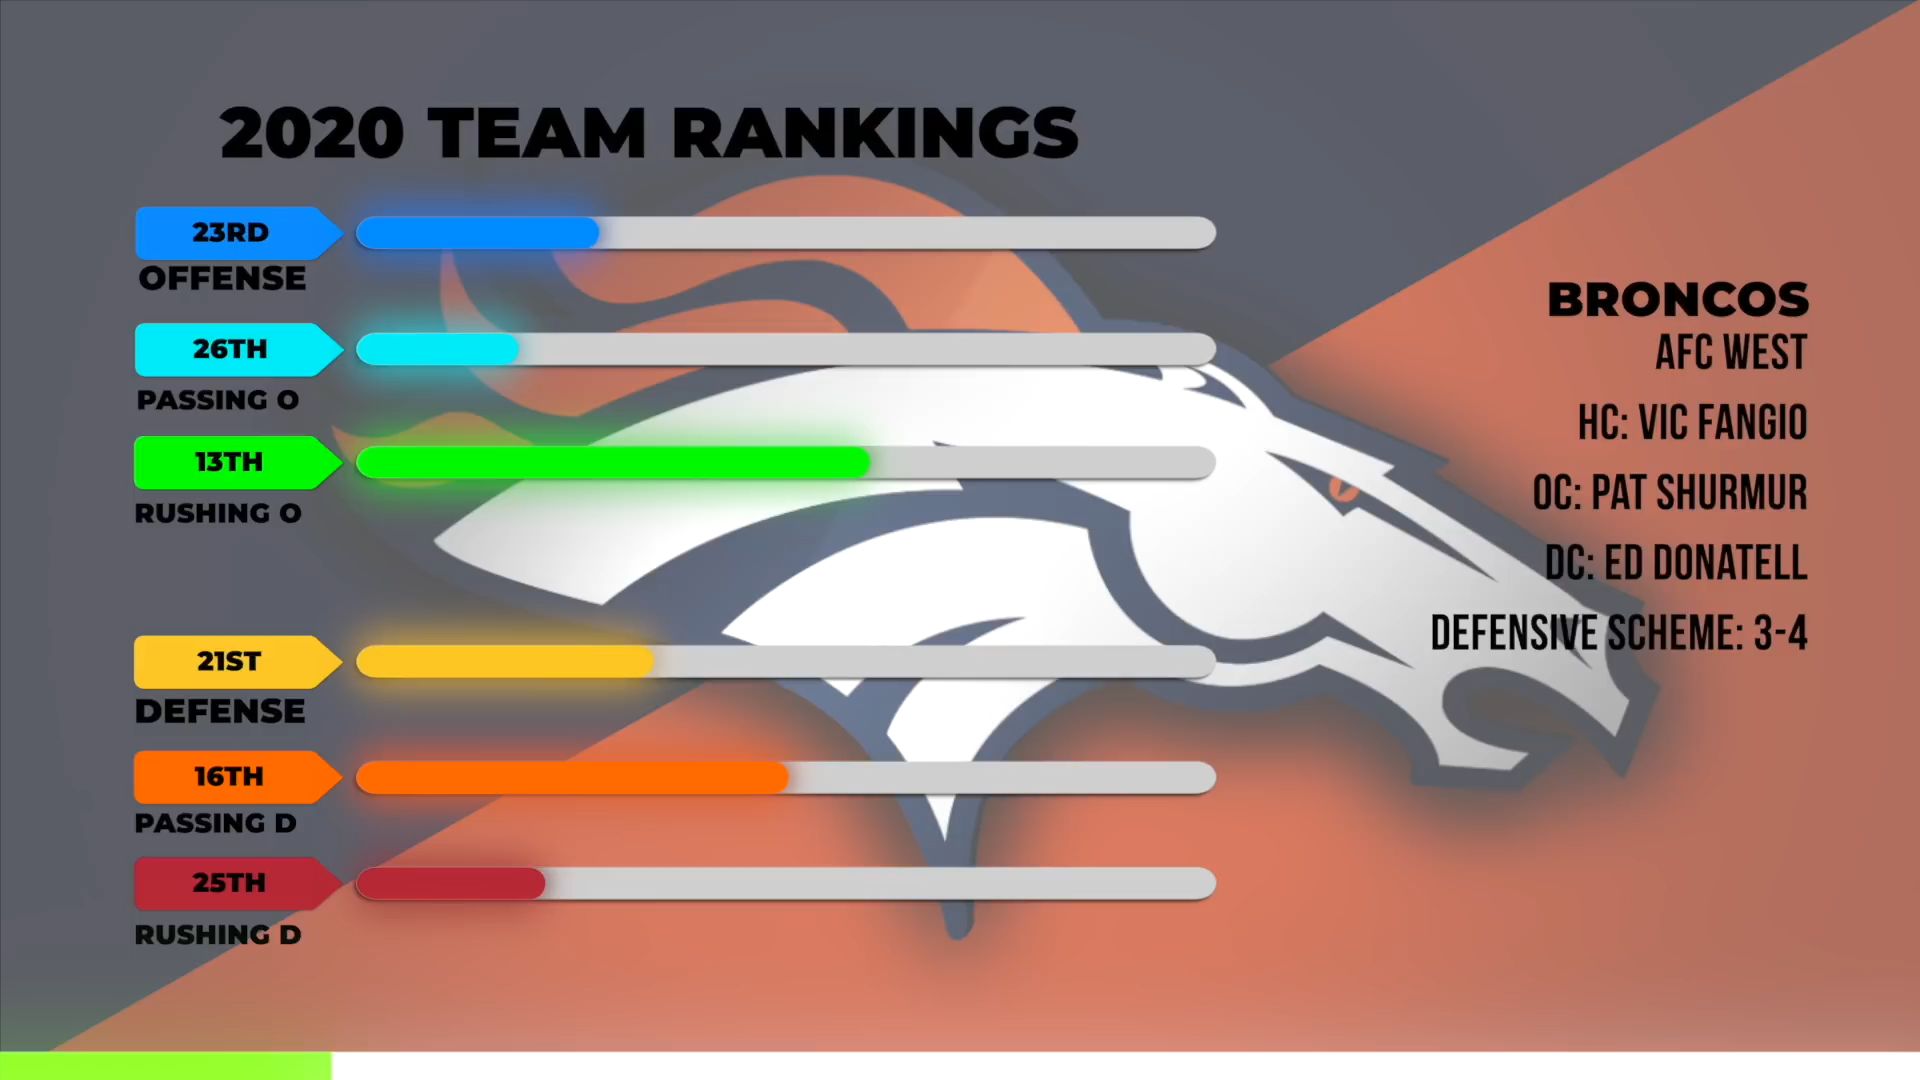 2020 TEAM RANKINGS
23RD
OFFENSE
26TH
PASSING O
13TH
RUSHING O
21ST
DEFENSE
16TH
PASSING D
25TH
RUSHING D
BRONCOS
AFC WEST
HC: VIC FANGIO
OC: PAT SHURMUR
DC: ED DONATELL
DEFENSIVE SCHEME: 3-4